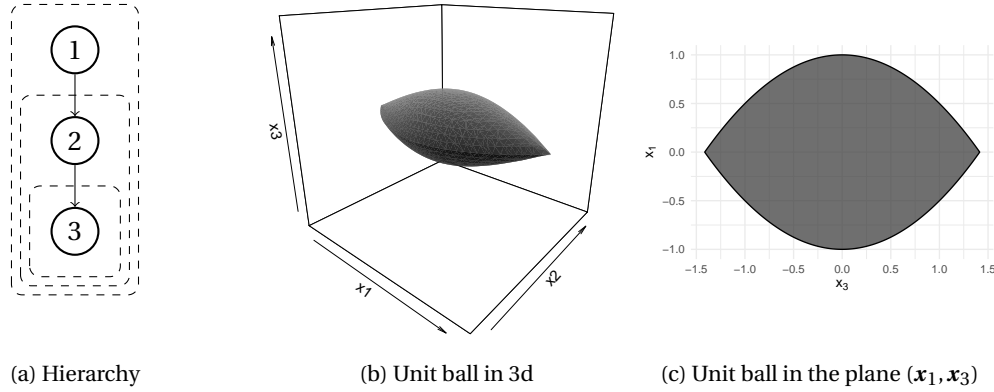 1
2
3
x3
x1
x2
1.0
0.5
0.0
−0.5
−1.0
x1
−1.5 −1.0 −0.5 0.0 0.5 1.0 1.5
x3
(a) Hierarchy
(b) Unit ball in 3d
(c) Unit ball in the plane (x1, x3)